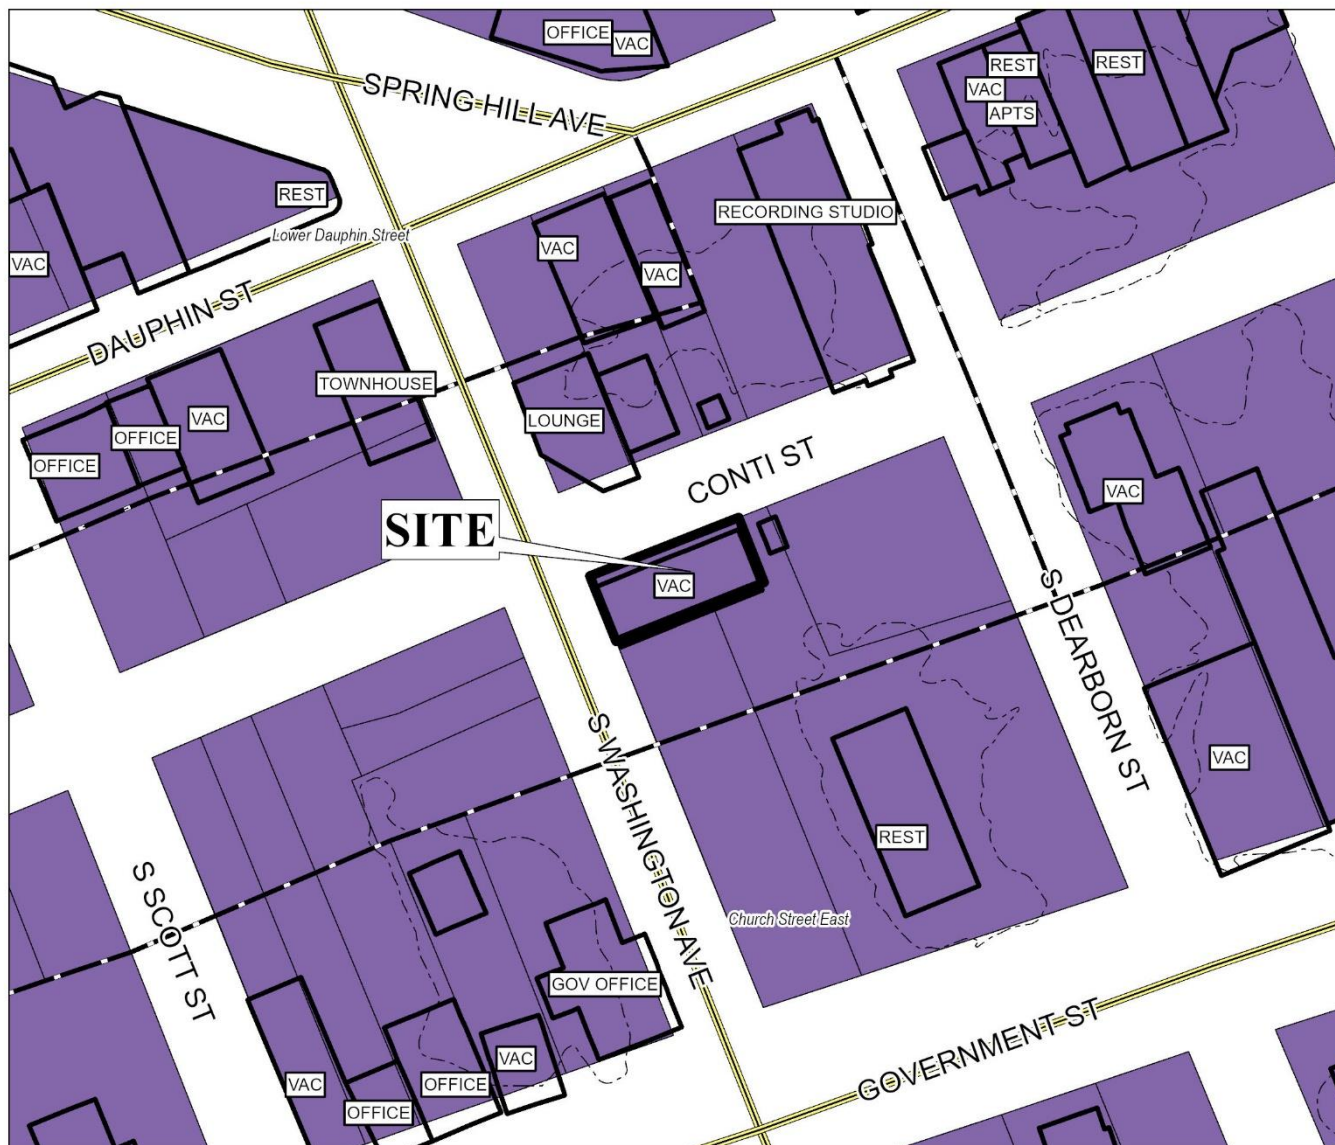 OFFICE
VAC
SPRING HILL AVE
REST
REST
VAC
APTS
REST
Lower Dauphin Street
RECORDING STUDIO
VAC
VAC
VAC
DAUPHIN ST
TOWNHOUSE
VAC
OFFICE
OFFICE
LOUNGE
CONTI ST
VAC
SITE
VAC
S DEARBORN ST
VAC
S WASHINGTON AVE
REST
S SCOTT ST
Church Street East
GOV OFFICE
GOVERNMENT ST
VAC
OFFICE
OFFICE
VAC